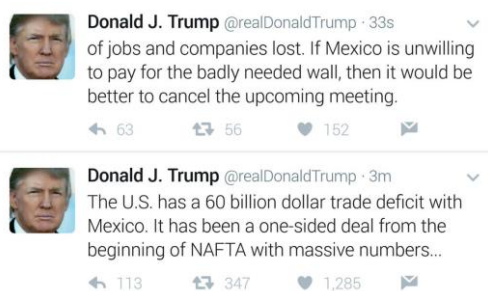 Donald J. Trump @realDonaldTrump · 33s
of jobs and companies lost. If Mexico is unwilling
to pay for the badly needed wall, then it would be
better to cancel the upcoming meeting.
63 56 152
Donald J. Trump @realDonaldTrump · 3m
The U.S. has a 60 billion dollar trade deficit with
Mexico. It has been a one-sided deal from the
beginning of NAFTA with massive numbers...
113 347 1,285